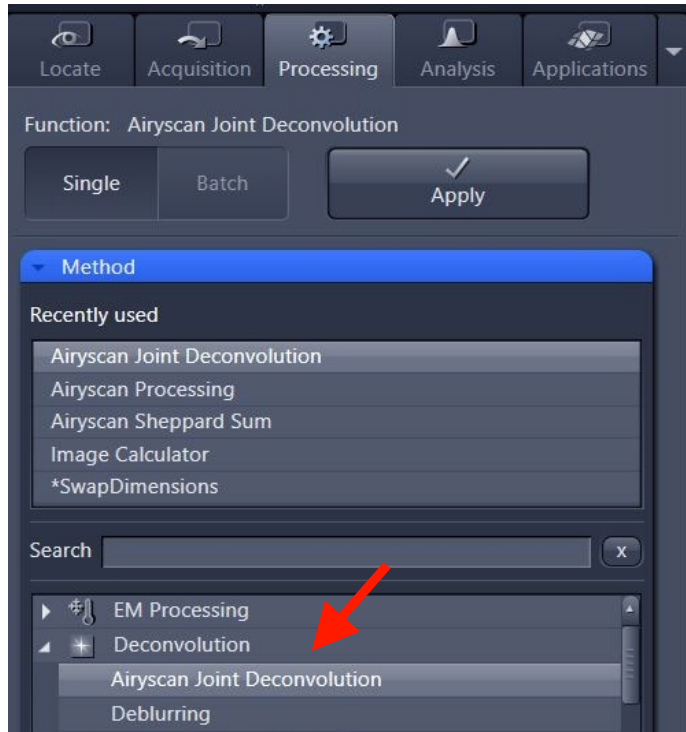 Locate Acquisition Processing Analysis Applications
Function: Airyscan Joint Deconvolution
Single Batch Apply
Method
Recently used
Airyscan Joint Deconvolution
Airyscan Processing
Airyscan Sheppard Sum
Image Calculator
*SwapDimensions
Search x
EM Processing
Deconvolution
Airyscan Joint Deconvolution
Deblurring